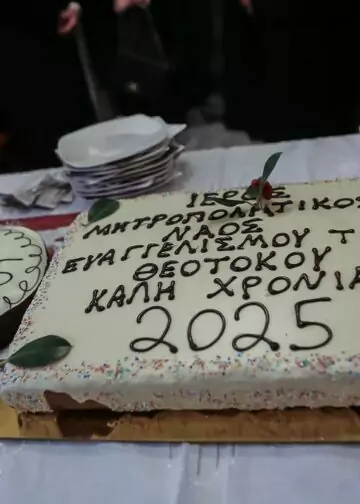 ΙΕΡΟΣ
ΜΗΤΡΟΠΟΛΙΤΙΚΟΣ
ΝΑΟΣ
ΕΥΑΓΓΕΛΙΣΜΟΥ Τ
ΘΕΟΤΟΚΟΥ
ΚΑΛΗ ΧΡΟΝΙΑ
2025